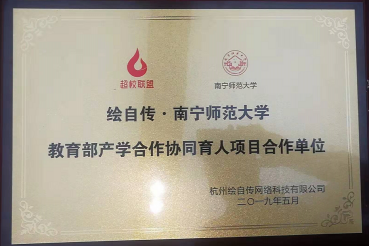 超校联盟
南宁师范大学
绘自传·南宁师范大学
教育部产学合作协同育人项目合作单位
杭州绘自传网络科技有限公司
二〇一九年五月